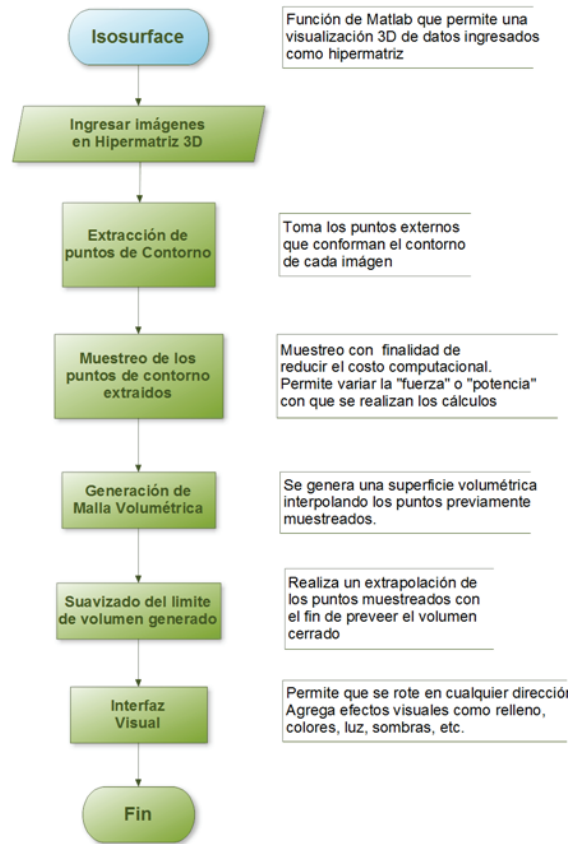 Isosurface
Función de Matlab que permite una
visualización 3D de datos ingresados
como hipermatriz
Ingresar imágenes
en Hipermatriz 3D
Extracción de
puntos de Contorno
Toma los puntos externos
que conforman el contorno
de cada imágen
Muestreo de los
puntos de contorno
extraidos
Muestreo con finalidad de
reducir el costo computacional.
Permite variar la "fuerza" o "potencia"
con que se realizan los cálculos
Generación de
Malla Volumétrica
Se genera una superficie volumétrica
interpolando los puntos previamente
muestreados.
Suavizado del limite
de volumen generado
Realiza un extrapolación de
los puntos muestreados con
el fin de preveer el volumen
cerrado
Interfaz
Visual
Permite que se rote en cualquier dirección
Agrega efectos visuales como relleno,
colores, luz, sombras, etc.
Fin